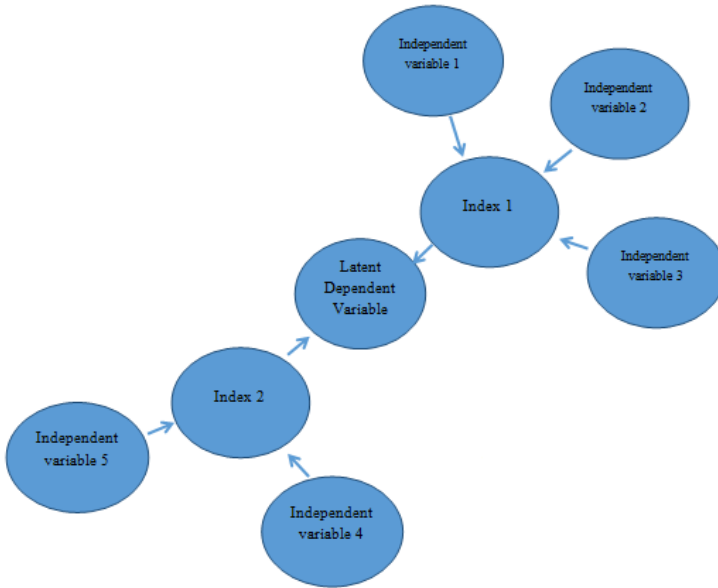 Independent
variable 1
Independent
variable 2
Index 1
Independent
variable 3
Latent
Dependent
Variable
Index 2
Independent
variable 5
Independent
variable 4